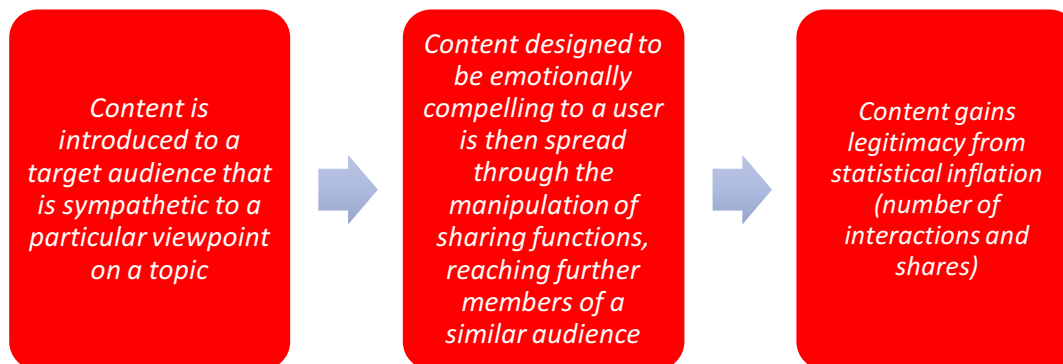 Content is
introduced to a
target audience that
is sympathetic to a
particular viewpoint
on a topic
Content designed to
be emotionally
compelling to a user
is then spread
through the
manipulation of
sharing functions,
reaching further
members of a
similar audience
Content gains
legitimacy from
statistical inflation
(number of
interactions and
shares)